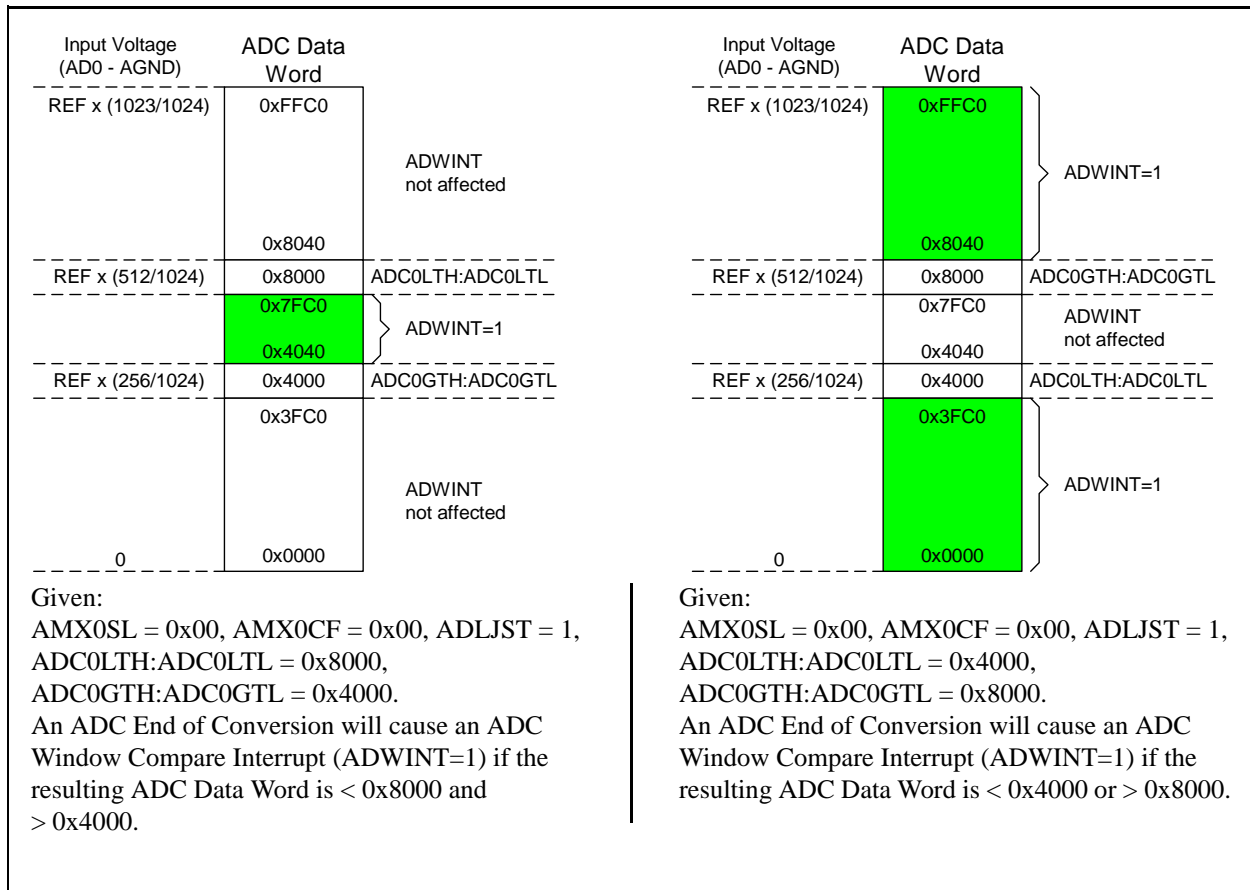 Input Voltage
(AD0 - AGND)
ADC Data
Word
REF x (1023/1024)
0xFFC0
ADWINT
not affected
0x8040
REF x (512/1024)
0x8000
ADC0LTH:ADC0LTL
0x7FC0
ADWINT=1
0x4040
REF x (256/1024)
0x4000
ADC0GTH:ADC0GTL
0x3FC0
ADWINT
not affected
0
0x0000
Given:
AMX0SL = 0x00, AMX0CF = 0x00, ADLJST = 1,
ADC0LTH:ADC0LTL = 0x8000,
ADC0GTH:ADC0GTL = 0x4000.
An ADC End of Conversion will cause an ADC
Window Compare Interrupt (ADWINT=1) if the
resulting ADC Data Word is < 0x8000 and
> 0x4000.
Input Voltage
(AD0 - AGND)
ADC Data
Word
REF x (1023/1024)
0xFFC0
ADWINT=1
0x8040
REF x (512/1024)
0x8000
ADC0GTH:ADC0GTL
0x7FC0
ADWINT
not affected
0x4040
REF x (256/1024)
0x4000
ADC0LTH:ADC0LTL
0x3FC0
ADWINT=1
0
0x0000
Given:
AMX0SL = 0x00, AMX0CF = 0x00, ADLJST = 1,
ADC0LTH:ADC0LTL = 0x4000,
ADC0GTH:ADC0GTL = 0x8000.
An ADC End of Conversion will cause an ADC
Window Compare Interrupt (ADWINT=1) if the
resulting ADC Data Word is < 0x4000 or > 0x8000.